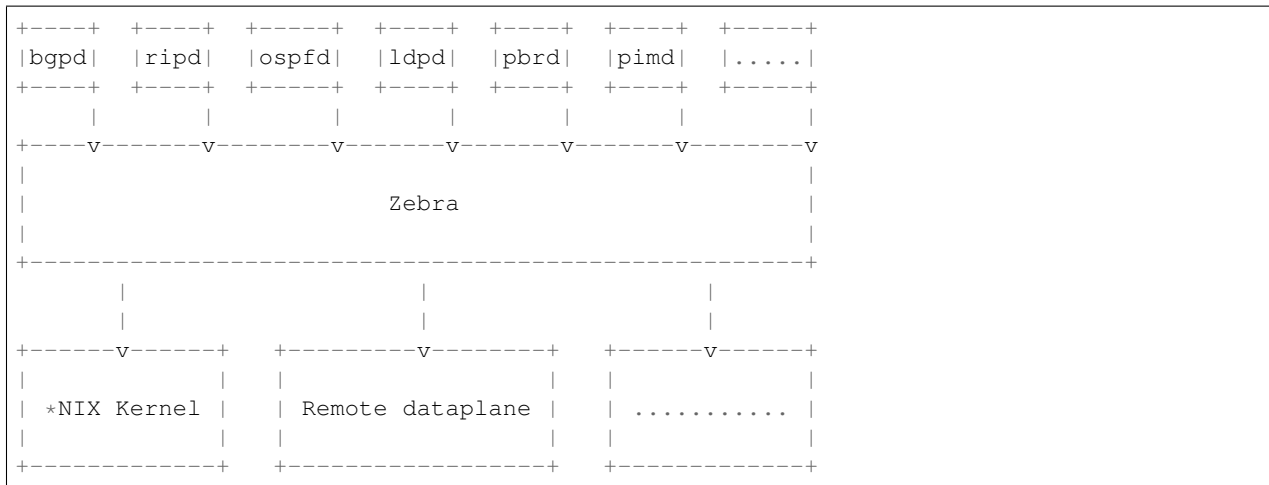 +----+  +----+  +-----+  +----+  +----+  +----+  +-----+
|bgpd|  |ripd|  |ospfd|  |ldpd|  |pbrd|  |pimd|  |.....|
+----+  +----+  +-----+  +----+  +----+  +----+  +-----+
     |       |        |       |       |       |        |
+----v-------v--------v-------v-------v-------v--------v
|                                                      |
|                         Zebra                        |
|                                                      |
+------------------------------------------------------+
       |                    |                   |
       |                    |                   |
+------v------+   +---------v--------+   +------v------+
|             |   |                  |   |             |
| *NIX Kernel |   | Remote dataplane |   | ........... |
|             |   |                  |   |             |
+-------------+   +------------------+   +-------------+